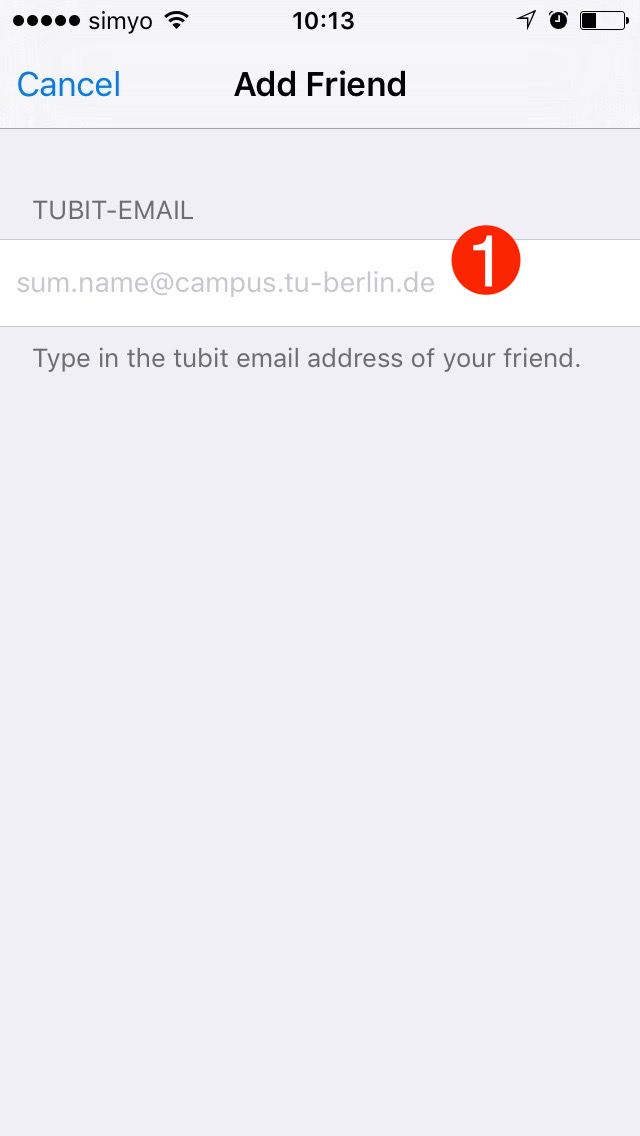 simyo 10:13
Cancel Add Friend
TUBIT-EMAIL
1
sum.name@campus.tu-berlin.de
Type in the tubit email address of your friend.